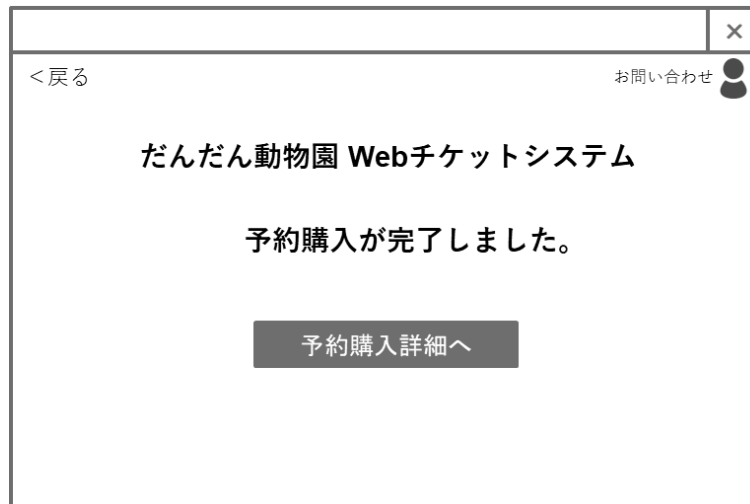 <戻る
お問い合わせ
だんだん動物園 Webチケットシステム
予約購入が完了しました。
予約購入詳細へ